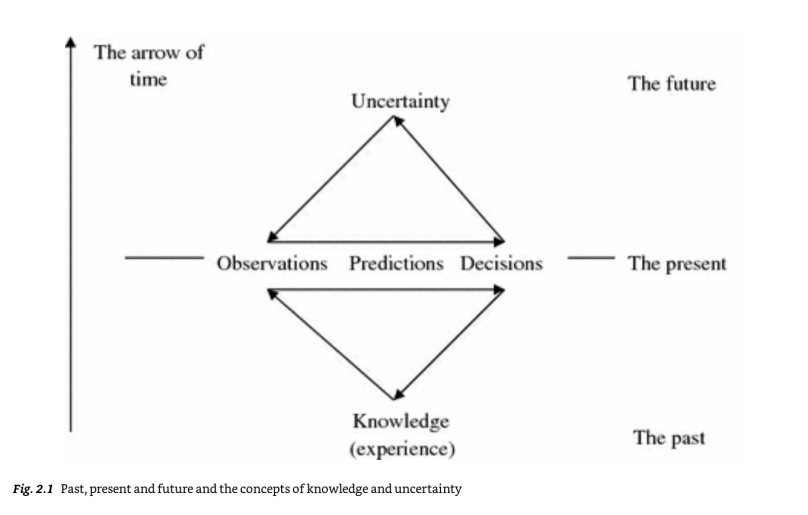 The arrow of
time
The future
Uncertainty
Observations Predictions Decisions The present
Knowledge
(experience)
The past
Fig. 2.1 Past, present and future and the concepts of knowledge and uncertainty